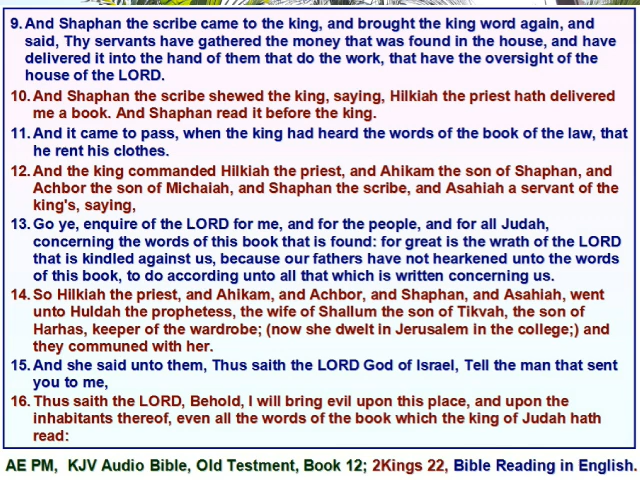 9. And Shaphan the scribe came to the king, and brought the king word again, and
said, Thy servants have gathered the money that was found in the house, and have
delivered it into the hand of them that do the work, that have the oversight of the
house of the LORD.
10. And Shaphan the scribe shewed the king, saying, Hilkiah the priest hath delivered
me a book. And Shaphan read it before the king.
11. And it came to pass, when the king had heard the words of the book of the law, that
he rent his clothes.
12. And the king commanded Hilkiah the priest, and Ahikam the son of Shaphan, and
Achbor the son of Michaiah, and Shaphan the scribe, and Asahiah a servant of the
king's, saying,
13. Go ye, enquire of the LORD for me, and for the people, and for all Judah,
concerning the words of this book that is found: for great is the wrath of the LORD
that is kindled against us, because our fathers have not hearkened unto the words
of this book, to do according unto all that which is written concerning us.
14. So Hilkiah the priest, and Ahikam, and Achbor, and Shaphan, and Asahiah, went
unto Huldah the prophetess, the wife of Shallum the son of Tikvah, the son of
Harhas, keeper of the wardrobe; (now she dwelt in Jerusalem in the college;) and
they communed with her.
15. And she said unto them, Thus saith the LORD God of Israel, Tell the man that sent
you to me,
16. Thus saith the LORD, Behold, I will bring evil upon this place, and upon the
inhabitants thereof, even all the words of the book which the king of Judah hath
read:
AE PM, KJV Audio Bible, Old Testment, Book 12; 2Kings 22, Bible Reading in English.